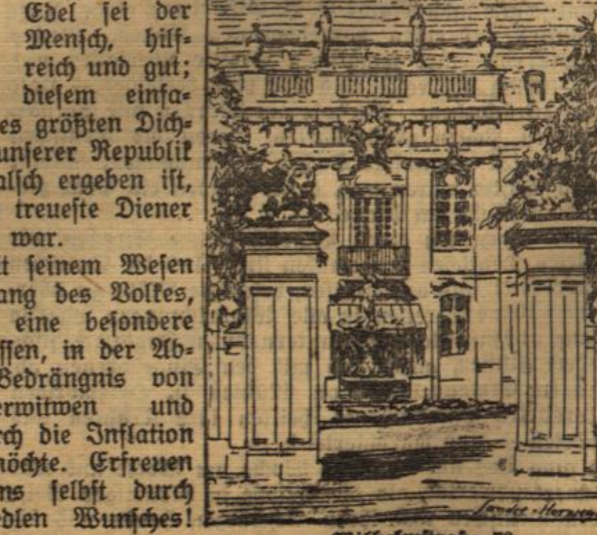 Edel sei der
Mensch, hilf-
reich und gut;
diesem einfa-
es größten Dich-
unserer Republik
alsch ergeben ist,
treueste Diener
war.
t seinem Wesen
ang des Volkes,
eine besondere
ssen, in der Ab-
Bedrängnis von
erwitwen und
rch die Inflation
möchte. Erfreuen
ns selbst durch
edlen Wunsches!